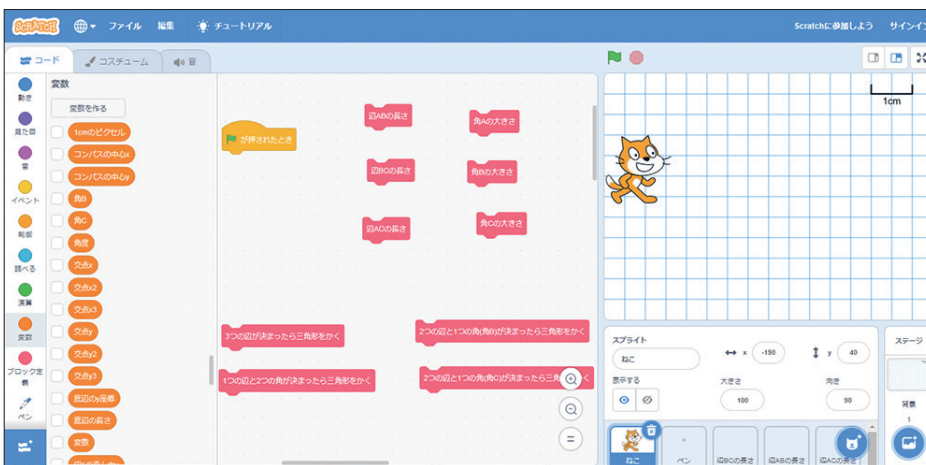 SCRATCH ファイル 編集 チュートリアル Scratchに参加しよう サインイン
コード コスチューム 音
動き
見た目
音
イベント
制御
調べる
演算
変数
ブロック定義
ペン
変数
変数を作る
1cmのピクセル
コンパスの中心x
コンパスの中心y
角B
角C
角度
交点x
交点x2
交点x3
交点y
交点y2
交点y3
底辺のy座標
底辺の長さ
変数
が押されたとき
辺ABの長さ
角Aの大きさ
辺BCの長さ
角Bの大きさ
辺ACの長さ
角Cの大きさ
3つの辺が決まったら三角形をかく
2つの辺と1つの角(角B)が決まったら三角形をかく
1つの辺と2つの角が決まったら三角形をかく
2つの辺と1つの角(角C)が決まったら三角
1cm
スプライト
ねこ
x -190
y 40
表示する
大きさ
100
向き
90
ステージ
背景
1
ねこ
ペン
辺BCの長さ
辺ABの長さ
辺ACの長さ